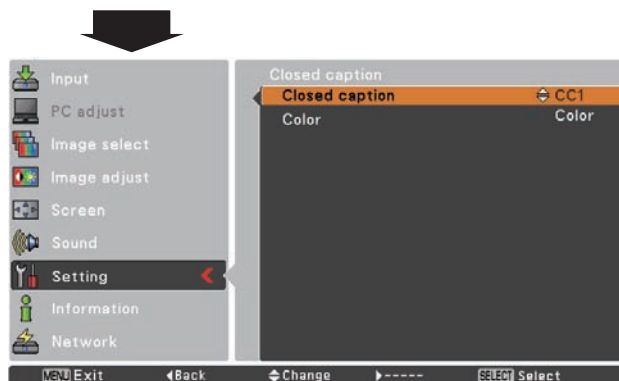 Input
PC adjust
Image select
Image adjust
Screen
Sound
Setting
Information
Network
Closed caption
Closed caption CC1
Color Color
MENU Exit Back Change ----- SELECT Select